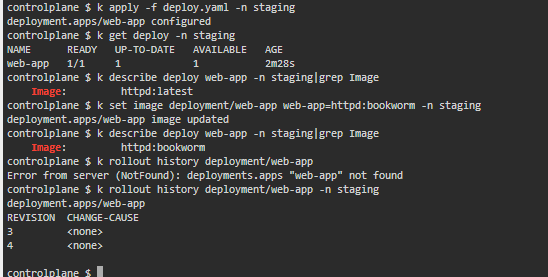 controlplane $ k apply -f deploy.yaml -n staging
deployment.apps/web-app configured
controlplane $ k get deploy -n staging
NAME      READY   UP-TO-DATE   AVAILABLE   AGE
web-app   1/1     1            1           2m28s
controlplane $ k describe deploy web-app -n staging|grep Image
    Image:         httpd:latest
controlplane $ k set image deployment/web-app web-app=httpd:bookworm -n staging
deployment.apps/web-app image updated
controlplane $ k describe deploy web-app -n staging|grep Image
    Image:         httpd:bookworm
controlplane $ k rollout history deployment/web-app
Error from server (NotFound): deployments.apps "web-app" not found
controlplane $ k rollout history deployment/web-app -n staging
deployment.apps/web-app
REVISION  CHANGE-CAUSE
3         <none>
4         <none>
controlplane $